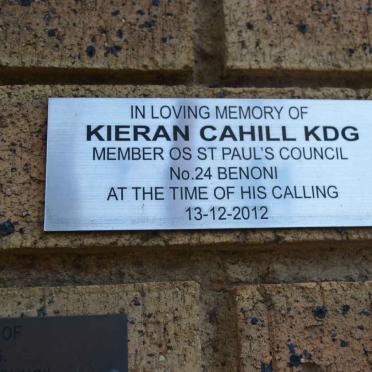 IN LOVING MEMORY OF
KIERAN CAHILL KDG
MEMBER OS ST PAUL'S COUNCIL
No.24 BENONI
AT THE TIME OF HIS CALLING
13-12-2012
OF